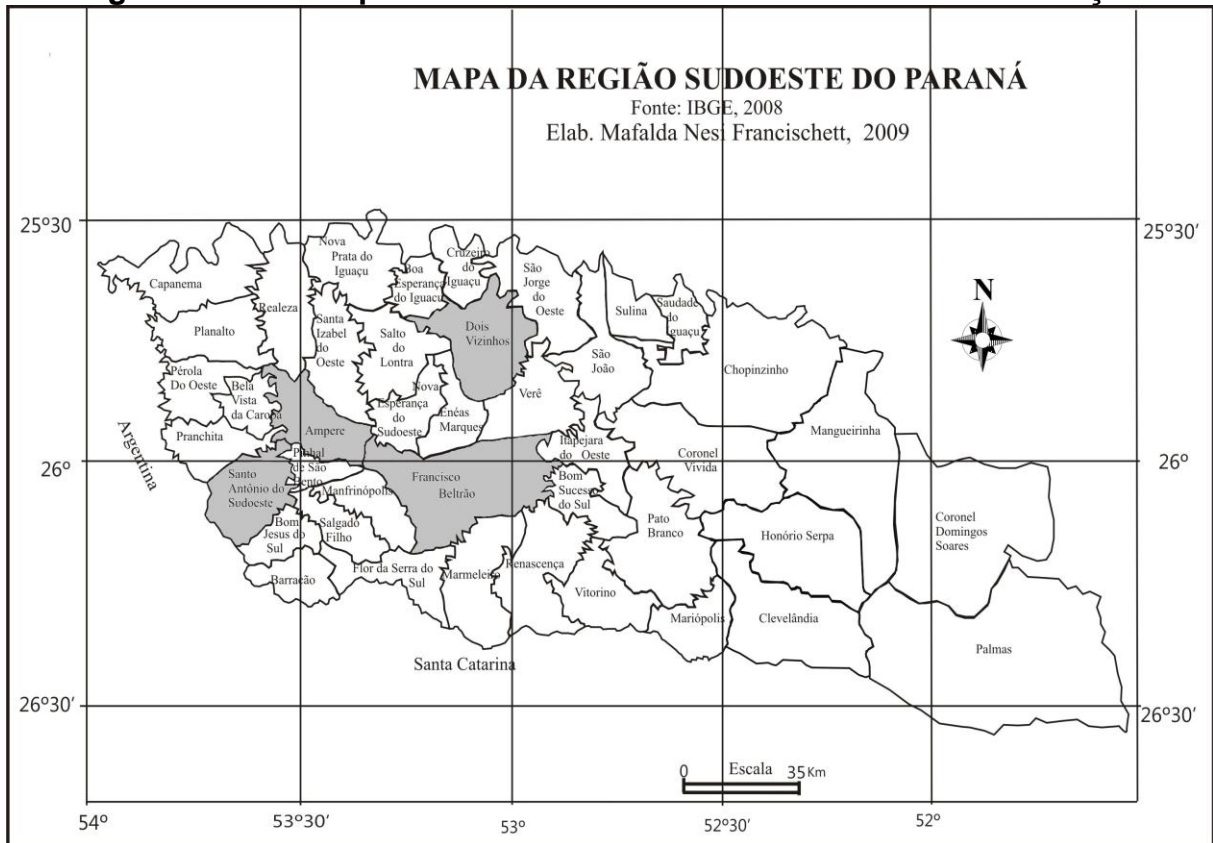 MAPA DA REGIÃO SUDOESTE DO PARANÁ
Fonte: IBGE, 2008
Elab. Mafalda Nesi Francischett, 2009
25º30
25º30'
N
Nova
Prata do
Iguaçu
Boa
Esperança
do Iguacu
Cruzeiro
do
Iguaçu
São
Jorge
do
Oeste
Capanema
Realeza
Sulina
Saudade
do
Iguaçu
Planalto
Santa
Izabel
do
Oeste
Salto
do
Lontra
Dois
Vizinhos
São
João
Chopinzinho
Pérola
Do Oeste
Bela
Vista
da Caroba
Nova
Esperança
do
Sudoeste
Enéas
Marques
Verê
Pranchita
Ampere
Mangueirinha
Argentina
Pinhal
de São
Bento
Itapejara
do Oeste
Coronel
Vivida
26º
26º
Santo
Antônio do
Sudoeste
Manfrinópolis
Francisco
Beltrão
Bom
Sucesso
do Sul
Bom
Jesus do
Sul
Salgado
Filho
Pato
Branco
Honório Serpa
Coronel
Domingos
Soares
Barracão
Flor da Serra do
Sul
Marmeleiro
Renascença
Vitorino
Mariópolis
Clevelândia
Palmas
Santa Catarina
26º30'
26º30'
0 Escala 35 Km
54º
53º30'
53º
52º30'
52º